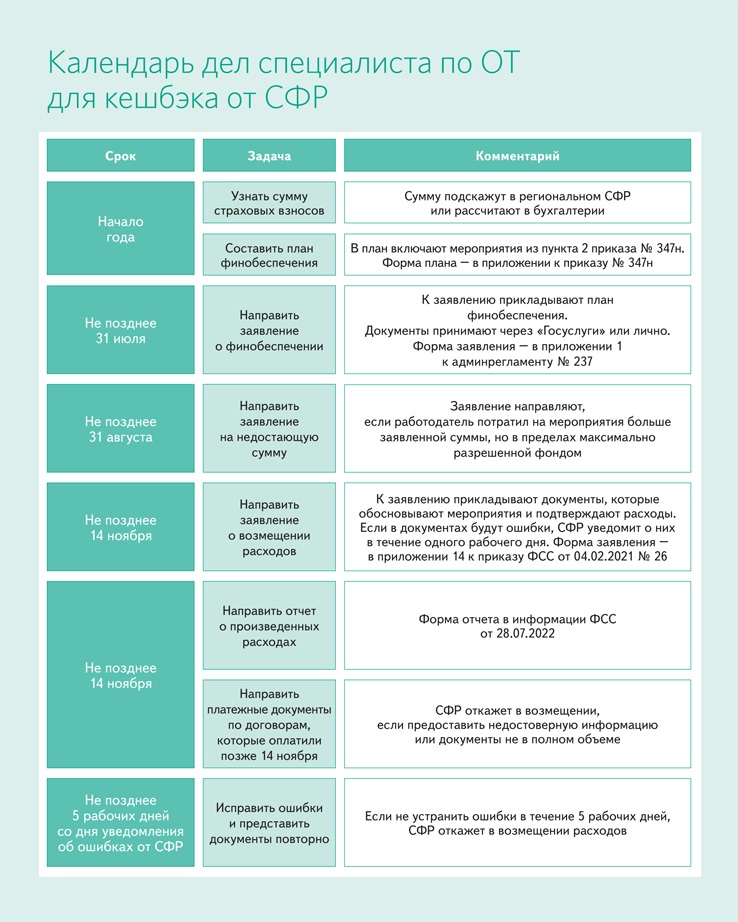 Календарь дел специалиста по ОТ
для кешбэка от СФР
Срок
Задача
Комментарий
Начало
года
Узнать сумму
страховых взносов
Сумму подскажут в региональном СФР
или рассчитают в бухгалтерии
Составить план
финобеспечения
В план включают мероприятия из пункта 2 приказа № 347н.
Форма плана — в приложении к приказу № 347н
Не позднее
31 июля
Направить
заявление
о финобеспечении
К заявлению прикладывают план
финобеспечения.
Документы принимают через «Госуслуги» или лично.
Форма заявления — в приложении 1
к админрегламенту № 237
Не позднее
31 августа
Направить
заявление
на недостающую
сумму
Заявление направляют,
если работодатель потратил на мероприятия больше
заявленной суммы, но в пределах максимально
разрешенной фондом
Не позднее
14 ноября
Направить
заявление
о возмещении
расходов
К заявлению прикладывают документы, которые
обосновывают мероприятия и подтверждают расходы.
Если в документах будут ошибки, СФР уведомит о них
в течение одного рабочего дня. Форма заявления —
в приложении 14 к приказу ФСС от 04.02.2021 № 26
Не позднее
14 ноября
Направить отчет
о произведенных
расходах
Форма отчета в информации ФСС
от 28.07.2022
Направить
платежные документы
по договорам,
которые оплатили
позже 14 ноября
СФР откажет в возмещении,
если предоставить недостоверную информацию
или документы не в полном объеме
Не позднее
5 рабочих дней
со дня уведомления
об ошибках от СФР
Исправить ошибки
и представить
документы повторно
Если не устранить ошибки в течение 5 рабочих дней,
СФР откажет в возмещении расходов